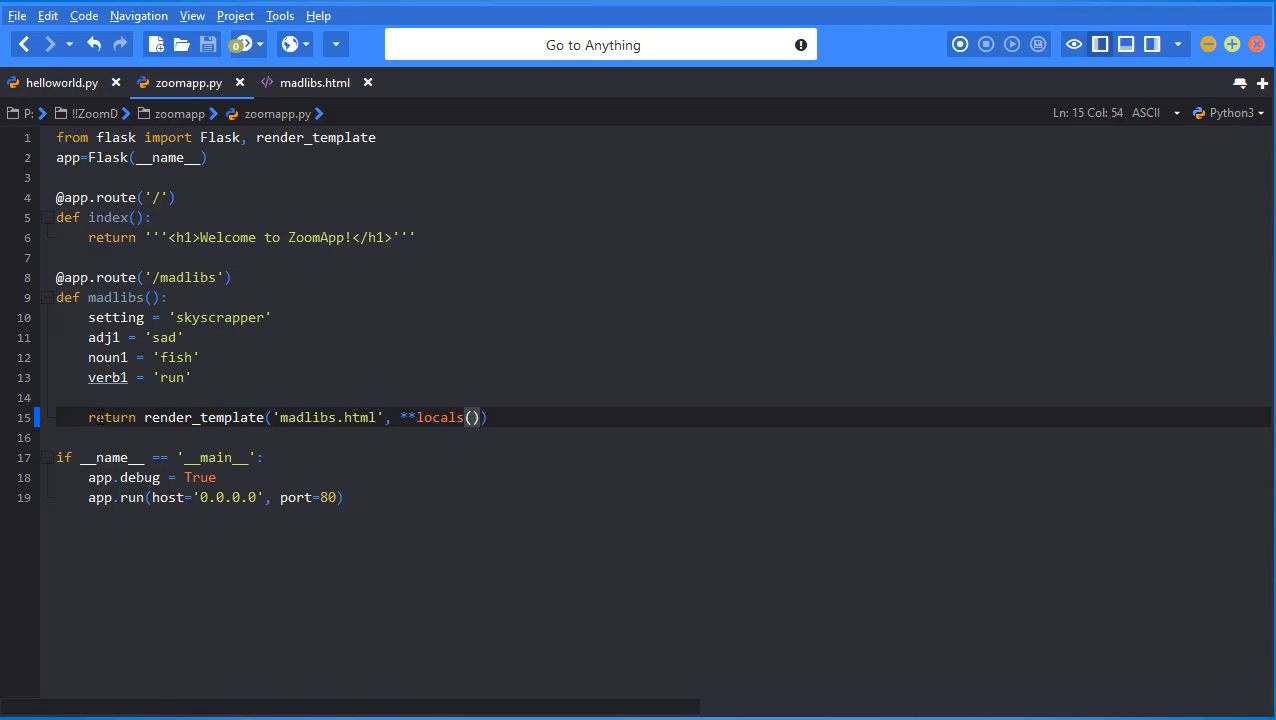 File Edit Code Navigation View Project Tools Help
0 Go to Anything
helloworld.py zoomapp.py madlibs.html
P: !!ZoomD zoomapp zoomapp.py Ln: 15 Col: 54 ASCII Python3
1 from flask import Flask, render_template
2 app=Flask(__name__)
3
4 @app.route('/')
5 def index():
6 return '''<h1>Welcome to ZoomApp!</h1>'''
7
8 @app.route('/madlibs')
9 def madlibs():
10 setting = 'skyscrapper'
11 adj1 = 'sad'
12 noun1 = 'fish'
13 verb1 = 'run'
14
15 return render_template('madlibs.html', **locals())
16
17 if __name__ == '__main__':
18 app.debug = True
19 app.run(host='0.0.0.0', port=80)